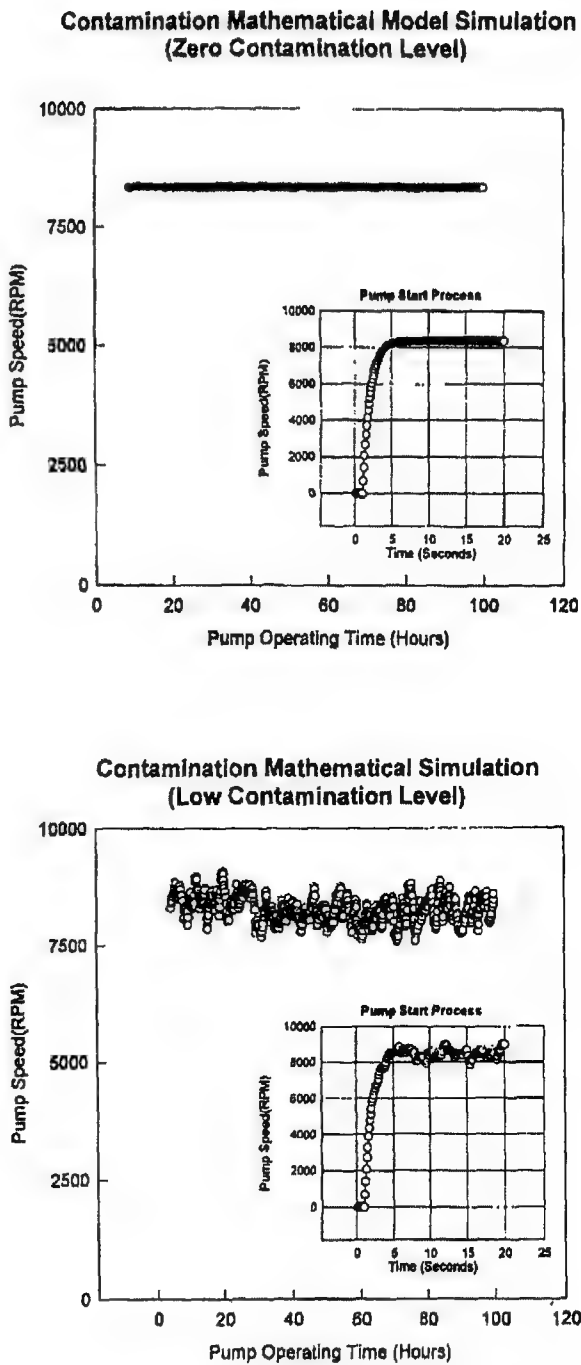 Contamination Mathematical Model Simulation
(Zero Contamination Level)
10000
7500
5000
2500
0
Pump Speed(RPM)
0 20 40 60 80 100 120
Pump Operating Time (Hours)
Pump Start Process
10000
8000
6000
4000
2000
0
Pump Speed(RPM)
0 5 10 15 20 25
Time (Seconds)
Contamination Mathematical Simulation
(Low Contamination Level)
10000
7500
5000
2500
0
Pump Speed(RPM)
0 20 40 60 80 100 120
Pump Operating Time (Hours)
Pump Start Process
10000
8000
6000
4000
2000
0
Pump Speed(RPM)
0 5 10 15 20 25
Time (Seconds)